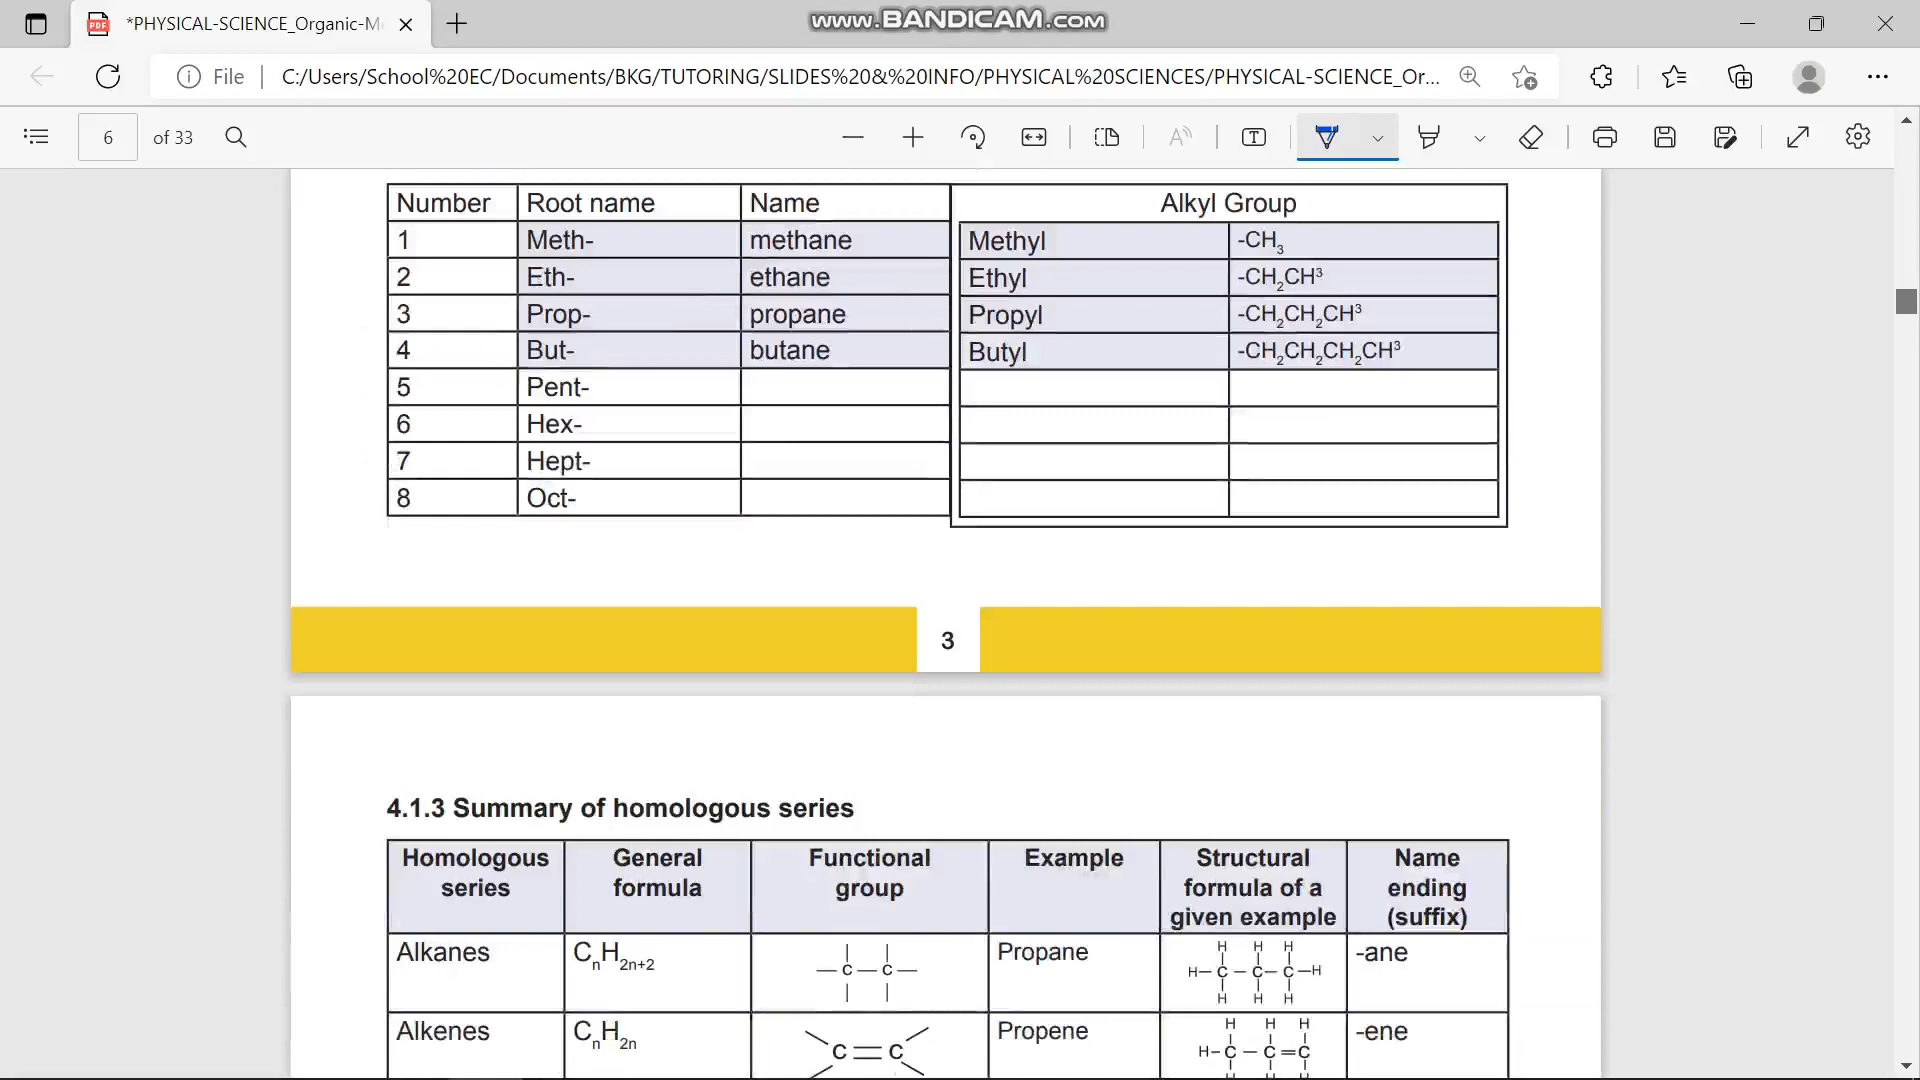 *PHYSICAL-SCIENCE_Organic-M
www.BANDICAM.com
File
C:/Users/School%20EC/Documents/BKG/TUTORING/SLIDES%20&%20INFO/PHYSICAL%20SCIENCES/PHYSICAL-SCIENCE_Or...
6 of 33
Number Root name Name Alkyl Group
1 Meth- methane Methyl -CH₃
2 Eth- ethane Ethyl -CH₂CH³
3 Prop- propane Propyl -CH₂CH₂CH³
4 But- butane Butyl -CH₂CH₂CH₂CH³
5 Pent-
6 Hex-
7 Hept-
8 Oct-
3
4.1.3 Summary of homologous series
Homologous series General formula Functional group Example Structural formula of a given example Name ending (suffix)
Alkanes CₙH₂ₙ₊₂ —C—C— Propane H H H
H—C—C—C—H
H H H -ane
Alkenes CₙH₂ₙ C=C Propene H H H
H—C—C=C -ene